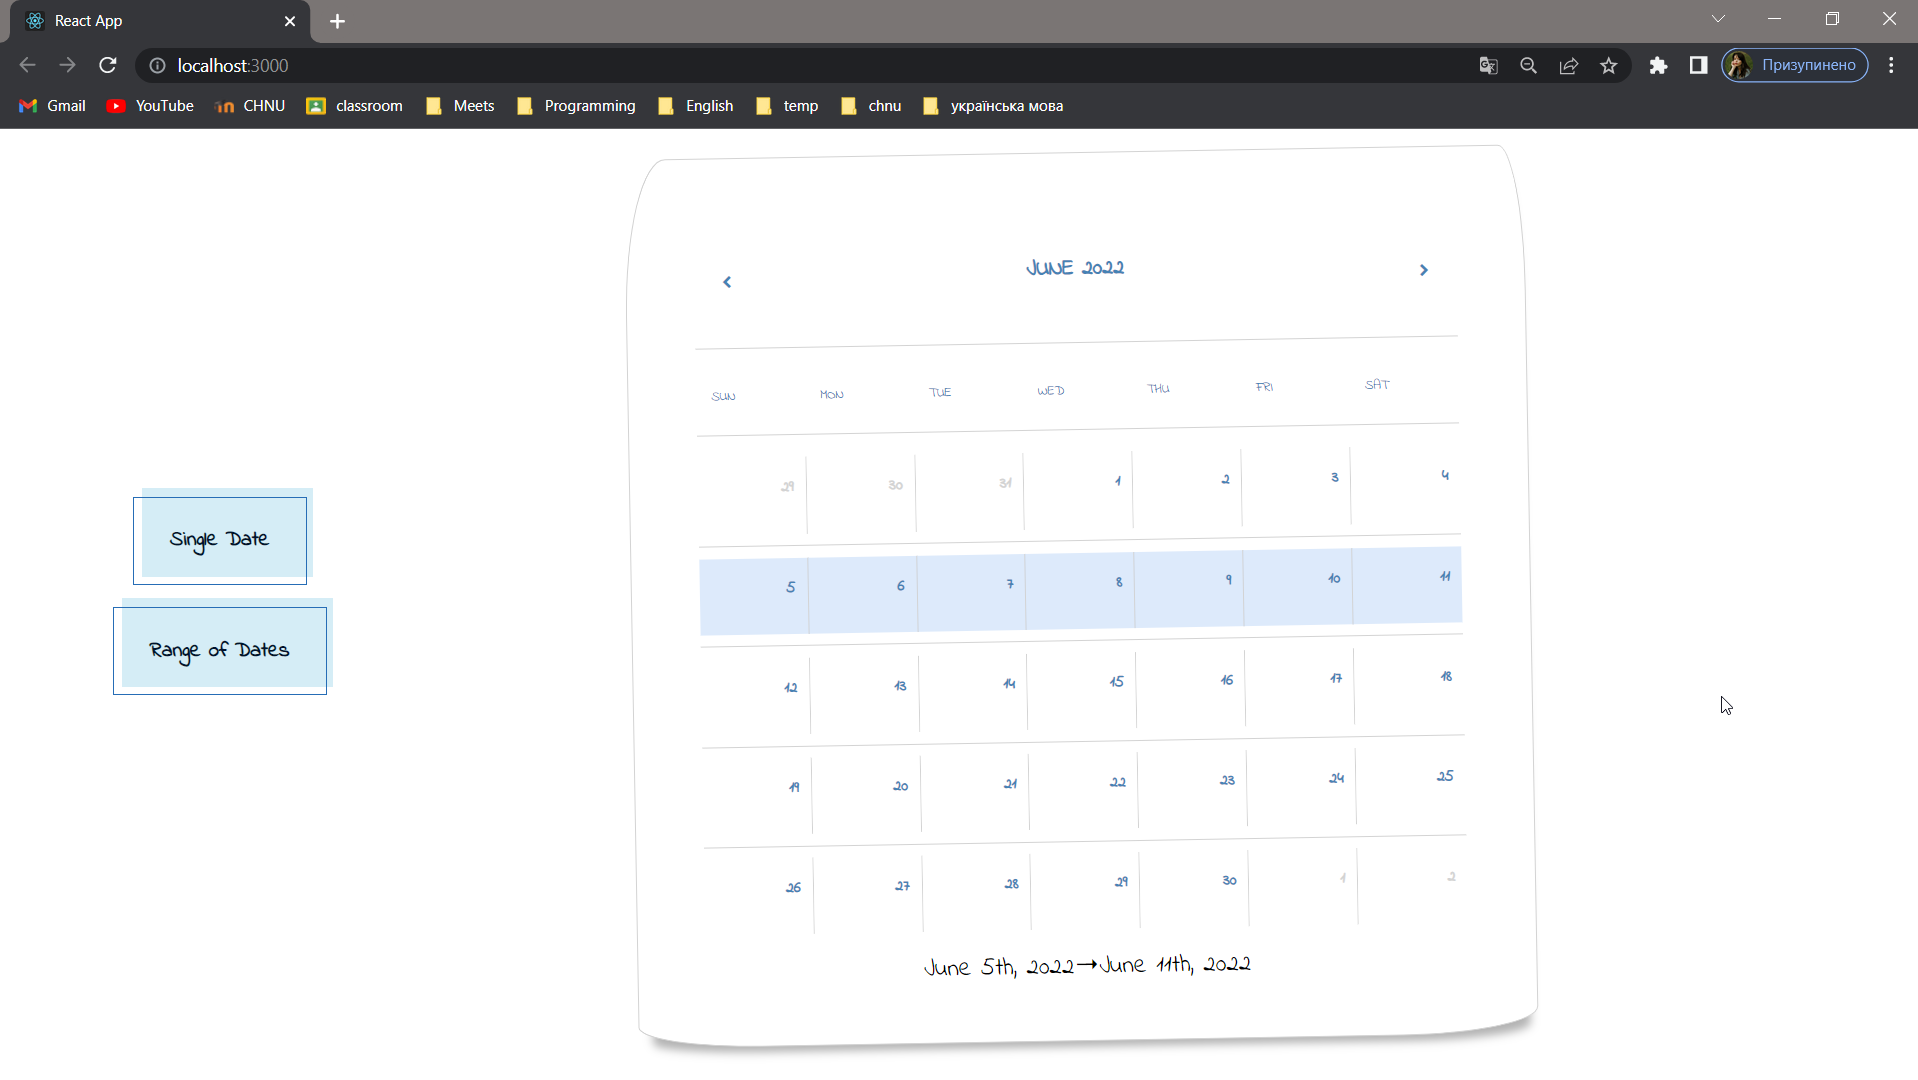 React App
localhost:3000
Призупинено
Gmail YouTube CHNU classroom Meets Programming English temp chnu українська мова
JUNE 2022
SUN MON TUE WED THU FRI SAT
29 30 31 1 2 3 4
5 6 7 8 9 10 11
12 13 14 15 16 17 18
19 20 21 22 23 24 25
26 27 28 29 30 1 2
June 5th, 2022→June 11th, 2022
Single Date
Range of Dates